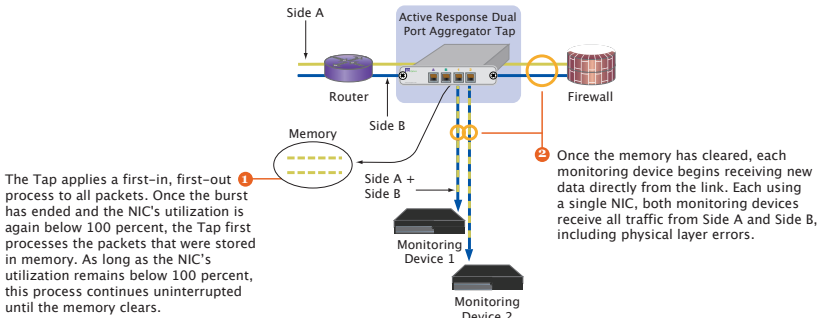 Side A
Active Response Dual
Port Aggregator Tap
Router
Firewall
Side B
Memory
The Tap applies a first-in, first-out
process to all packets. Once the burst
has ended and the NIC's utilization is
again below 100 percent, the Tap first
processes the packets that were stored
in memory. As long as the NIC's
utilization remains below 100 percent,
this process continues uninterrupted
until the memory clears.
1
Side A +
Side B
2
Once the memory has cleared, each
monitoring device begins receiving new
data directly from the link. Each using
a single NIC, both monitoring devices
receive all traffic from Side A and Side B,
including physical layer errors.
Monitoring
Device 1
Monitoring
Device 2